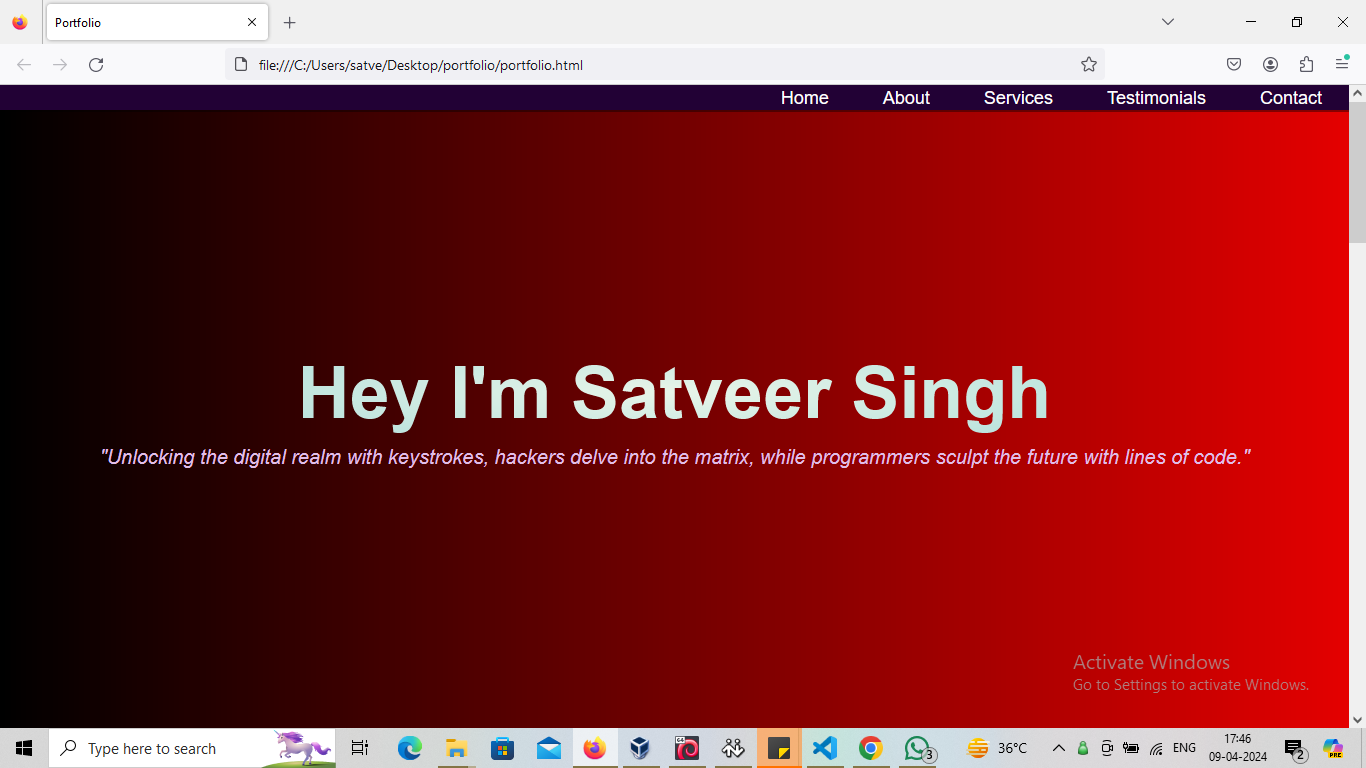 Portfolio
file:///C:/Users/satve/Desktop/portfolio/portfolio.html
Home About Services Testimonials Contact
Hey I'm Satveer Singh
"Unlocking the digital realm with keystrokes, hackers delve into the matrix, while programmers sculpt the future with lines of code."
Activate Windows
Go to Settings to activate Windows.
Type here to search
64
3
36°C
ENG
17:46
09-04-2024
2
PRE